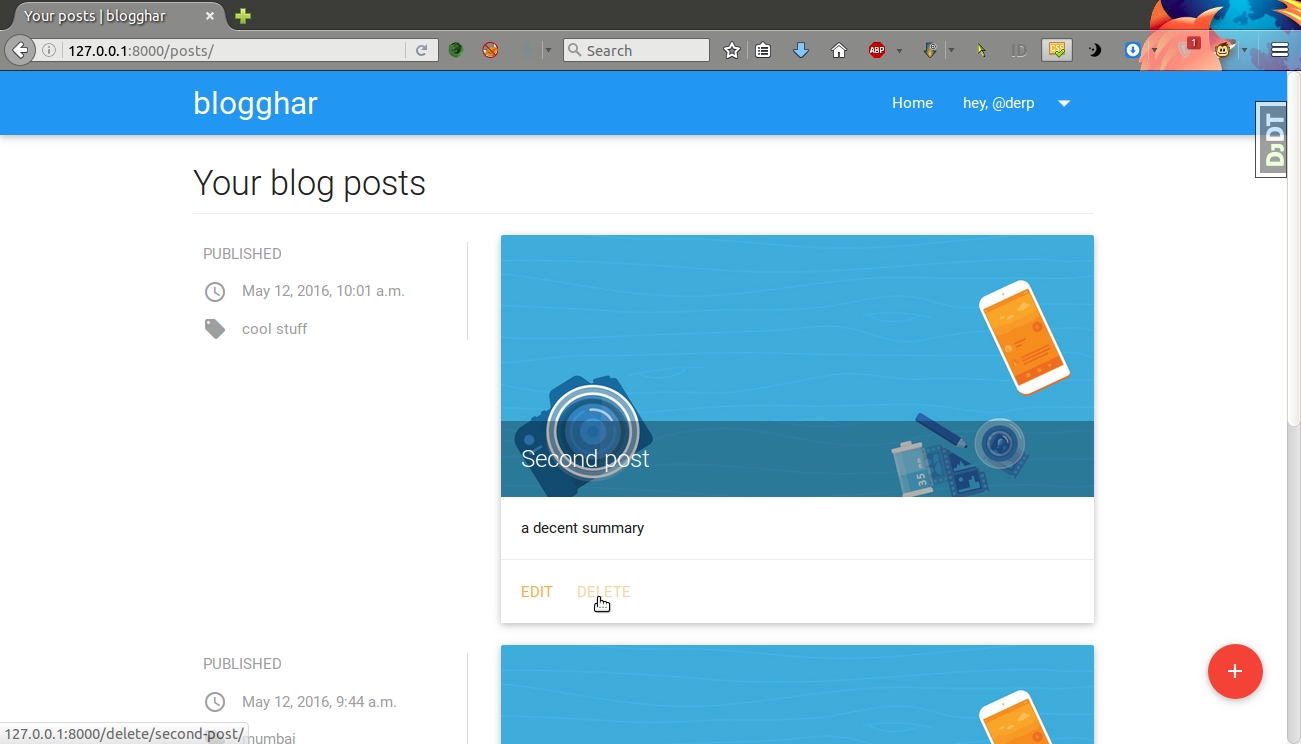 Your posts | blogghar
127.0.0.1:8000/posts/
Search
ABP
ID
1
blogghar
Home
hey, @derp
DjDT
Your blog posts
PUBLISHED
May 12, 2016, 10:01 a.m.
cool stuff
35
Second post
a decent summary
EDIT
DELETE
PUBLISHED
May 12, 2016, 9:44 a.m.
mumbai
127.0.0.1:8000/delete/second-post/